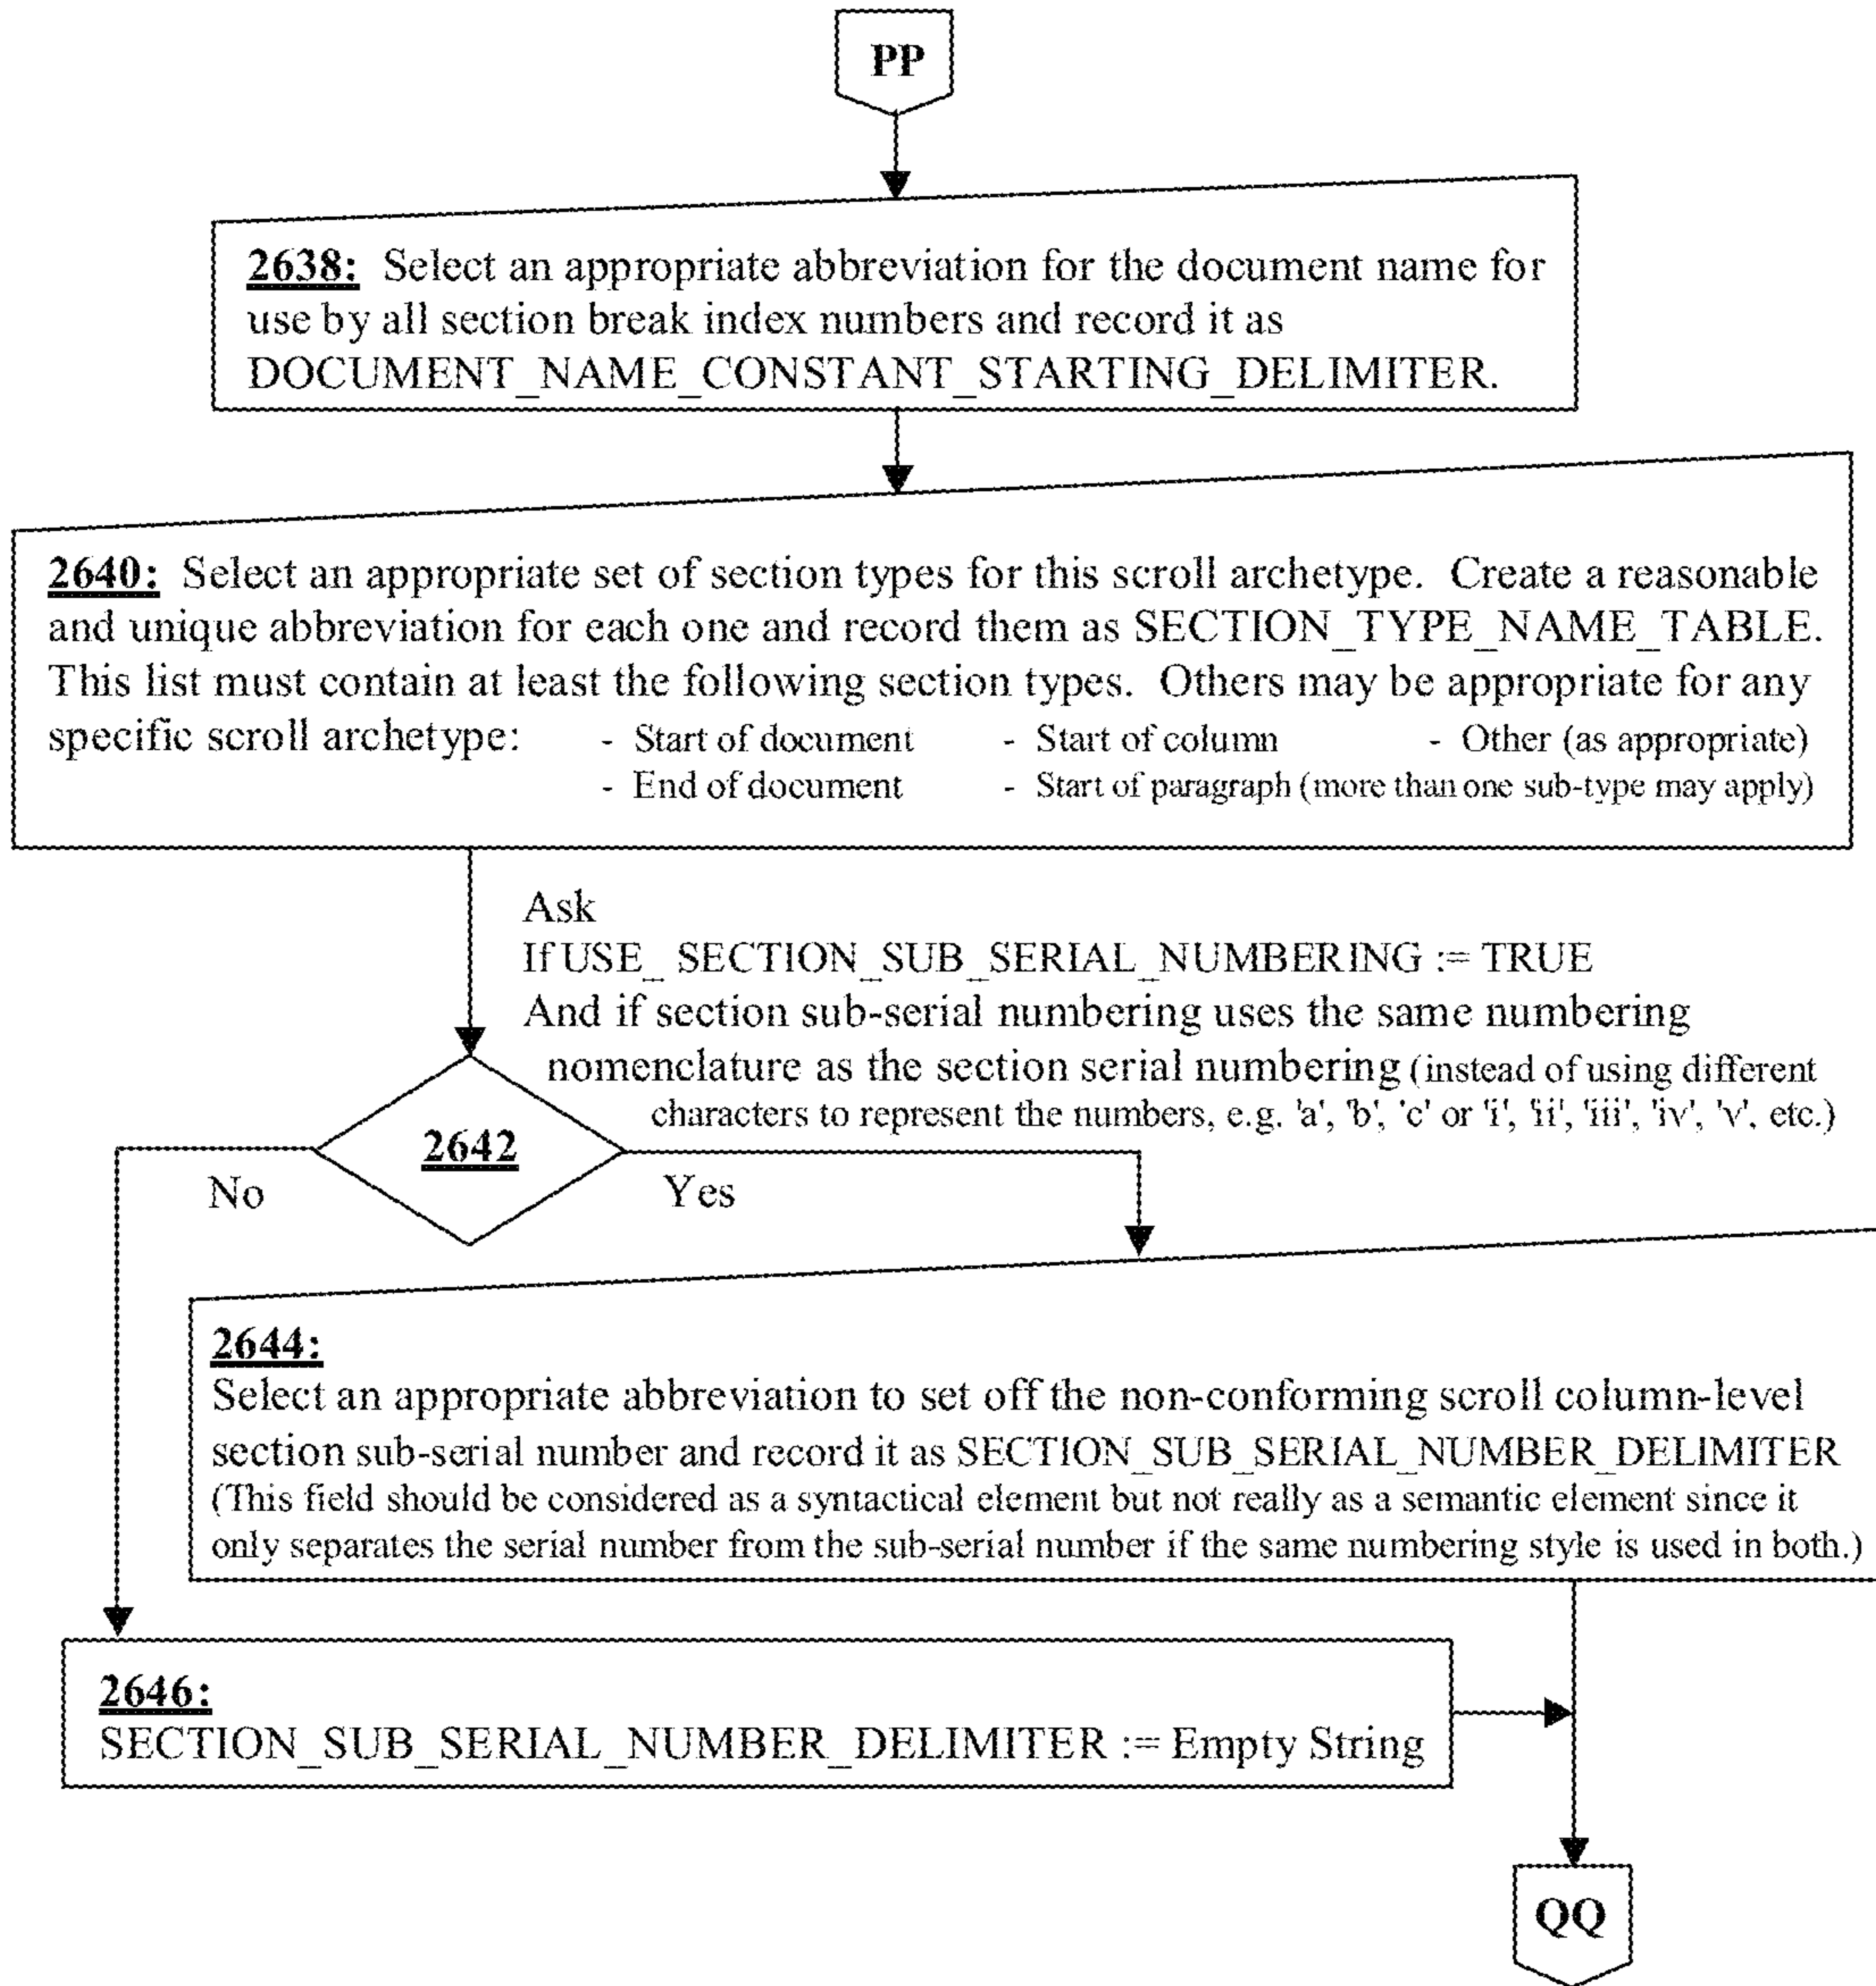 PP
2638: Select an appropriate abbreviation for the document name for
use by all section break index numbers and record it as
DOCUMENT_NAME_CONSTANT_STARTING_DELIMITER.
2640: Select an appropriate set of section types for this scroll archetype. Create a reasonable
and unique abbreviation for each one and record them as SECTION_TYPE_NAME_TABLE.
This list must contain at least the following section types. Others may be appropriate for any
specific scroll archetype: - Start of document - Start of column - Other (as appropriate)
- End of document - Start of paragraph (more than one sub-type may apply)
Ask
If USE_ SECTION_SUB_SERIAL_NUMBERING := TRUE
And if section sub-serial numbering uses the same numbering
nomenclature as the section serial numbering (instead of using different
characters to represent the numbers, e.g. 'a', 'b', 'c' or 'i', 'ii', 'iii', 'iv', 'v', etc.)
2642
No
Yes
2644:
Select an appropriate abbreviation to set off the non-conforming scroll column-level
section sub-serial number and record it as SECTION_SUB_SERIAL_NUMBER_DELIMITER
(This field should be considered as a syntactical element but not really as a semantic element since it
only separates the serial number from the sub-serial number if the same numbering style is used in both.)
2646:
SECTION_SUB_SERIAL_NUMBER_DELIMITER := Empty String
QQ